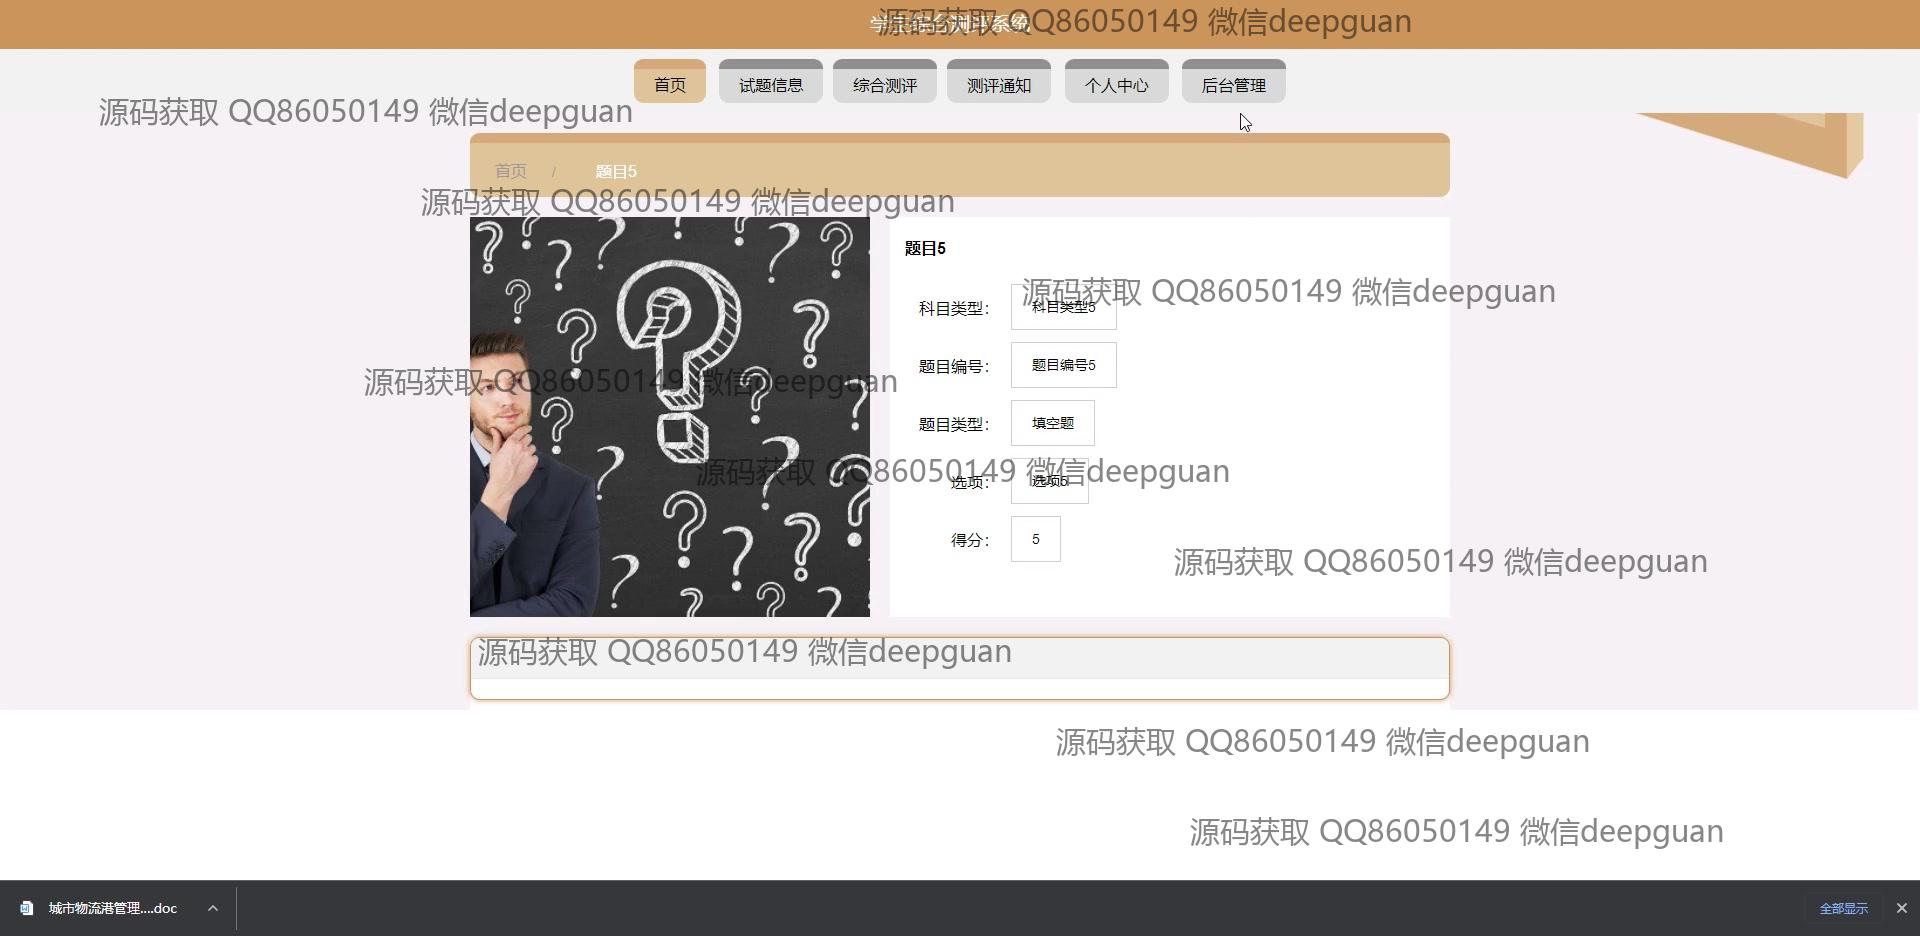 学生综合测评系统
源码获取 QQ86050149 微信deepguan
首页 试题信息 综合测评 测评通知 个人中心 后台管理
源码获取 QQ86050149 微信deepguan
首页 / 题目5
源码获取 QQ86050149 微信deepguan
题目5
源码获取 QQ86050149 微信deepguan
科目类型： 科目类型5
题目编号： 题目编号5
源码获取 QQ86050149 微信deepguan
题目类型： 填空题
源码获取 QQ86050149 微信deepguan
选项： 选项5
得分： 5
源码获取 QQ86050149 微信deepguan
源码获取 QQ86050149 微信deepguan
源码获取 QQ86050149 微信deepguan
源码获取 QQ86050149 微信deepguan
城市物流港管理....doc
全部显示